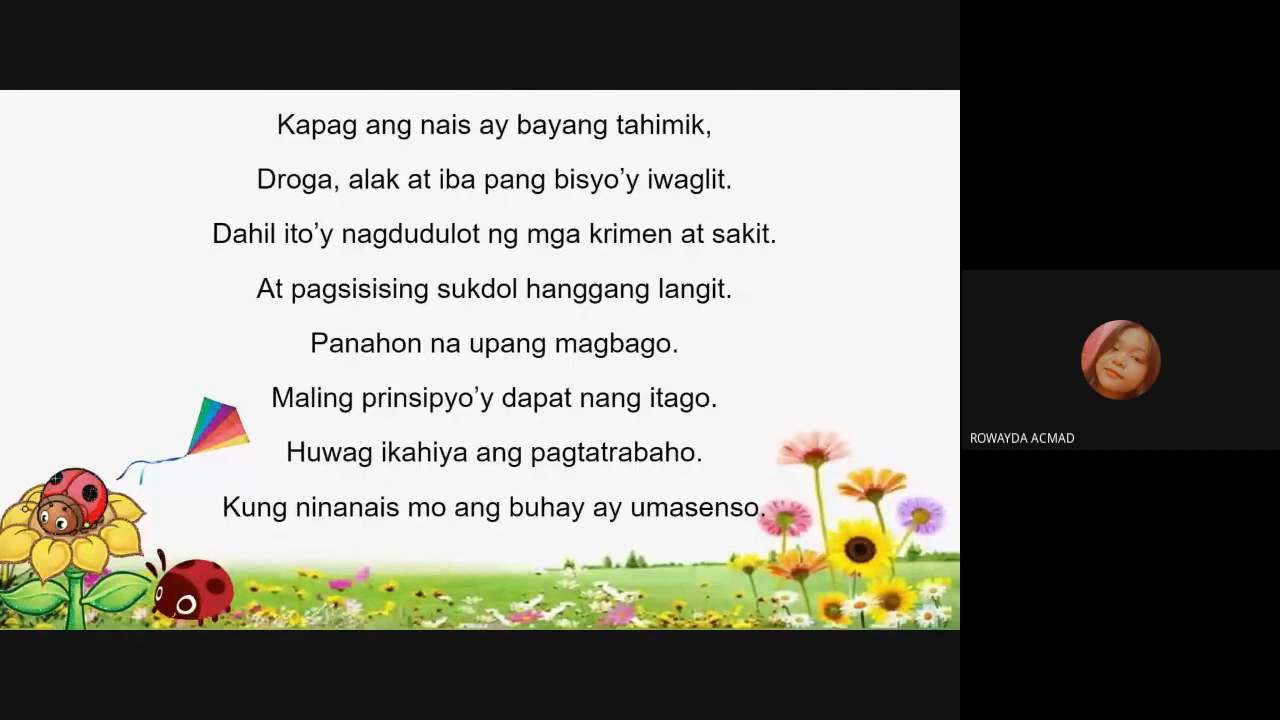 Kapag ang nais ay bayang tahimik,
Droga, alak at iba pang bisyo’y iwaglit.
Dahil ito’y nagdudulot ng mga krimen at sakit.
At pagsisising sukdol hanggang langit.
Panahon na upang magbago.
Maling prinsipyo’y dapat nang itago.
Huwag ikahiya ang pagtatrabaho.
Kung ninanais mo ang buhay ay umasenso.
ROWAYDA ACMAD